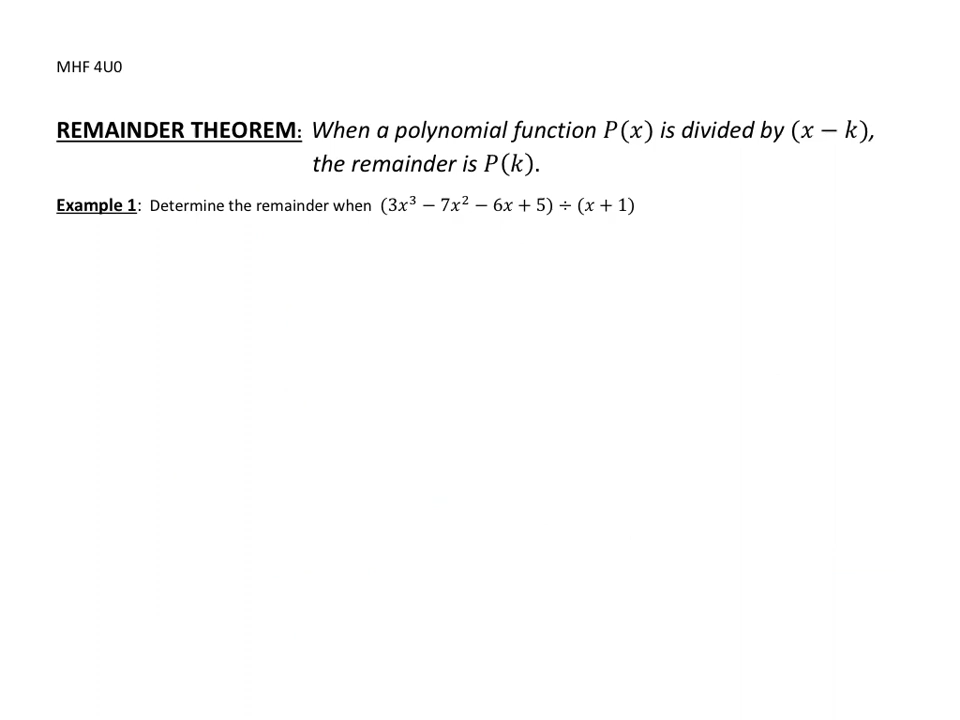 MHF 4U0
REMAINDER THEOREM: When a polynomial function P(x) is divided by (x − k),
the remainder is P(k).
Example 1: Determine the remainder when (3x³ − 7x² − 6x + 5) ÷ (x + 1)